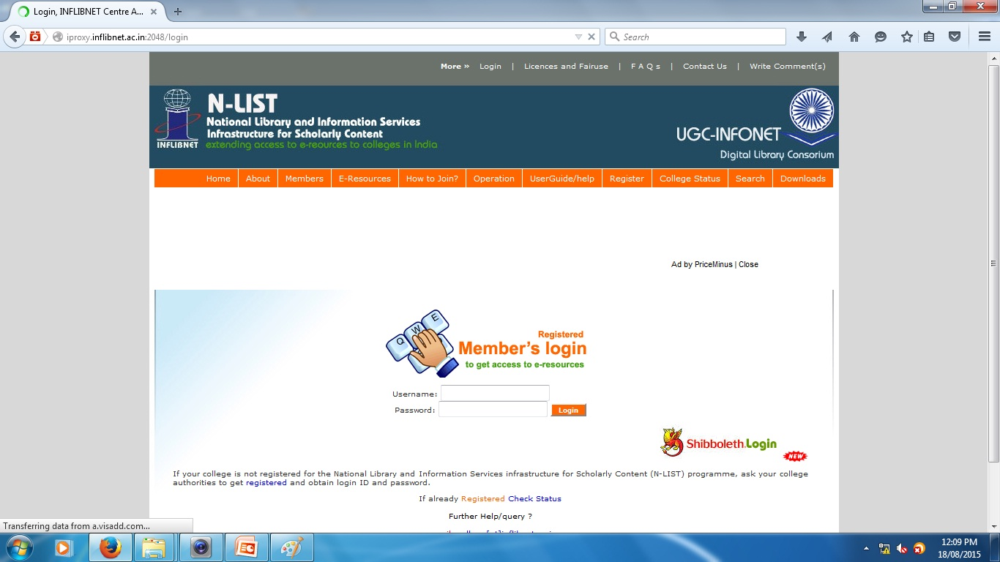 Login, INFLIBNET Centre A...
iproxy.inflibnet.ac.in:2048/login
Search
More » Login | Licences and Fairuse | F A Q s | Contact Us | Write Comment(s)
INFLIBNET
N-LIST
National Library and Information Services
Infrastructure for Scholarly Content
extending access to e-reources to colleges in India
UGC-INFONET
Digital Library Consortium
Home About Members E-Resources How to Join? Operation UserGuide/help Register College Status Search Downloads
Ad by PriceMinus | Close
Q W E
Registered
Member's login
to get access to e-resources
Username:
Password: Login
Shibboleth.Login
NEW
If your college is not registered for the National Library and Information Services infrastructure for Scholarly Content (N-LIST) programme, ask your college
authorities to get registered and obtain login ID and password.
If already Registered Check Status
Further Help/query ?
Transferring data from a.visadd.com...
12:09 PM
18/08/2015